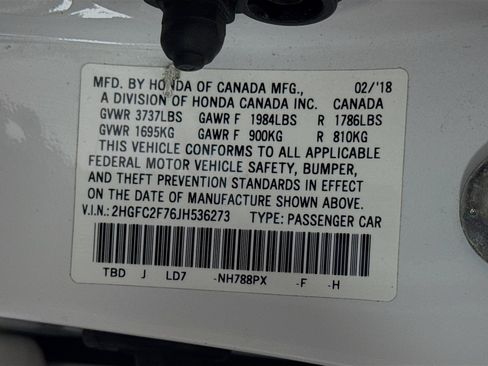 MFD. BY HONDA OF CANADA MFG., 02/'18
A DIVISION OF HONDA CANADA INC. CANADA
GVWR 3737LBS GAWR F 1984LBS R 1786LBS
GVWR 1695KG GAWR F 900KG R 810KG
THIS VEHICLE CONFORMS TO ALL APPLICABLE
FEDERAL MOTOR VEHICLE SAFETY, BUMPER,
AND THEFT PREVENTION STANDARDS IN EFFECT
ON THE DATE OF MANUFACTURE SHOWN ABOVE.
V.I.N.: 2HGFC2F76JH536273 TYPE: PASSENGER CAR
TBD J LD7 -NH788PX -F -H